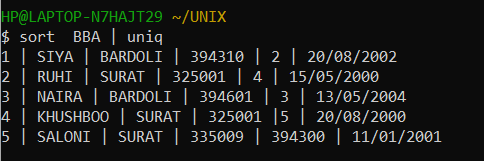 HP@LAPTOP-N7HAJT29 ~/UNIX
$ sort  BBA | uniq
1 | SIYA | BARDOLI | 394310 | 2 | 20/08/2002
2 | RUHI | SURAT | 325001 | 4 | 15/05/2000
3 | NAIRA | BARDOLI | 394601 | 3 | 13/05/2004
4 | KHUSHBOO | SURAT | 325001 |5 | 20/08/2000
5 | SALONI | SURAT | 335009 | 394300 | 11/01/2001